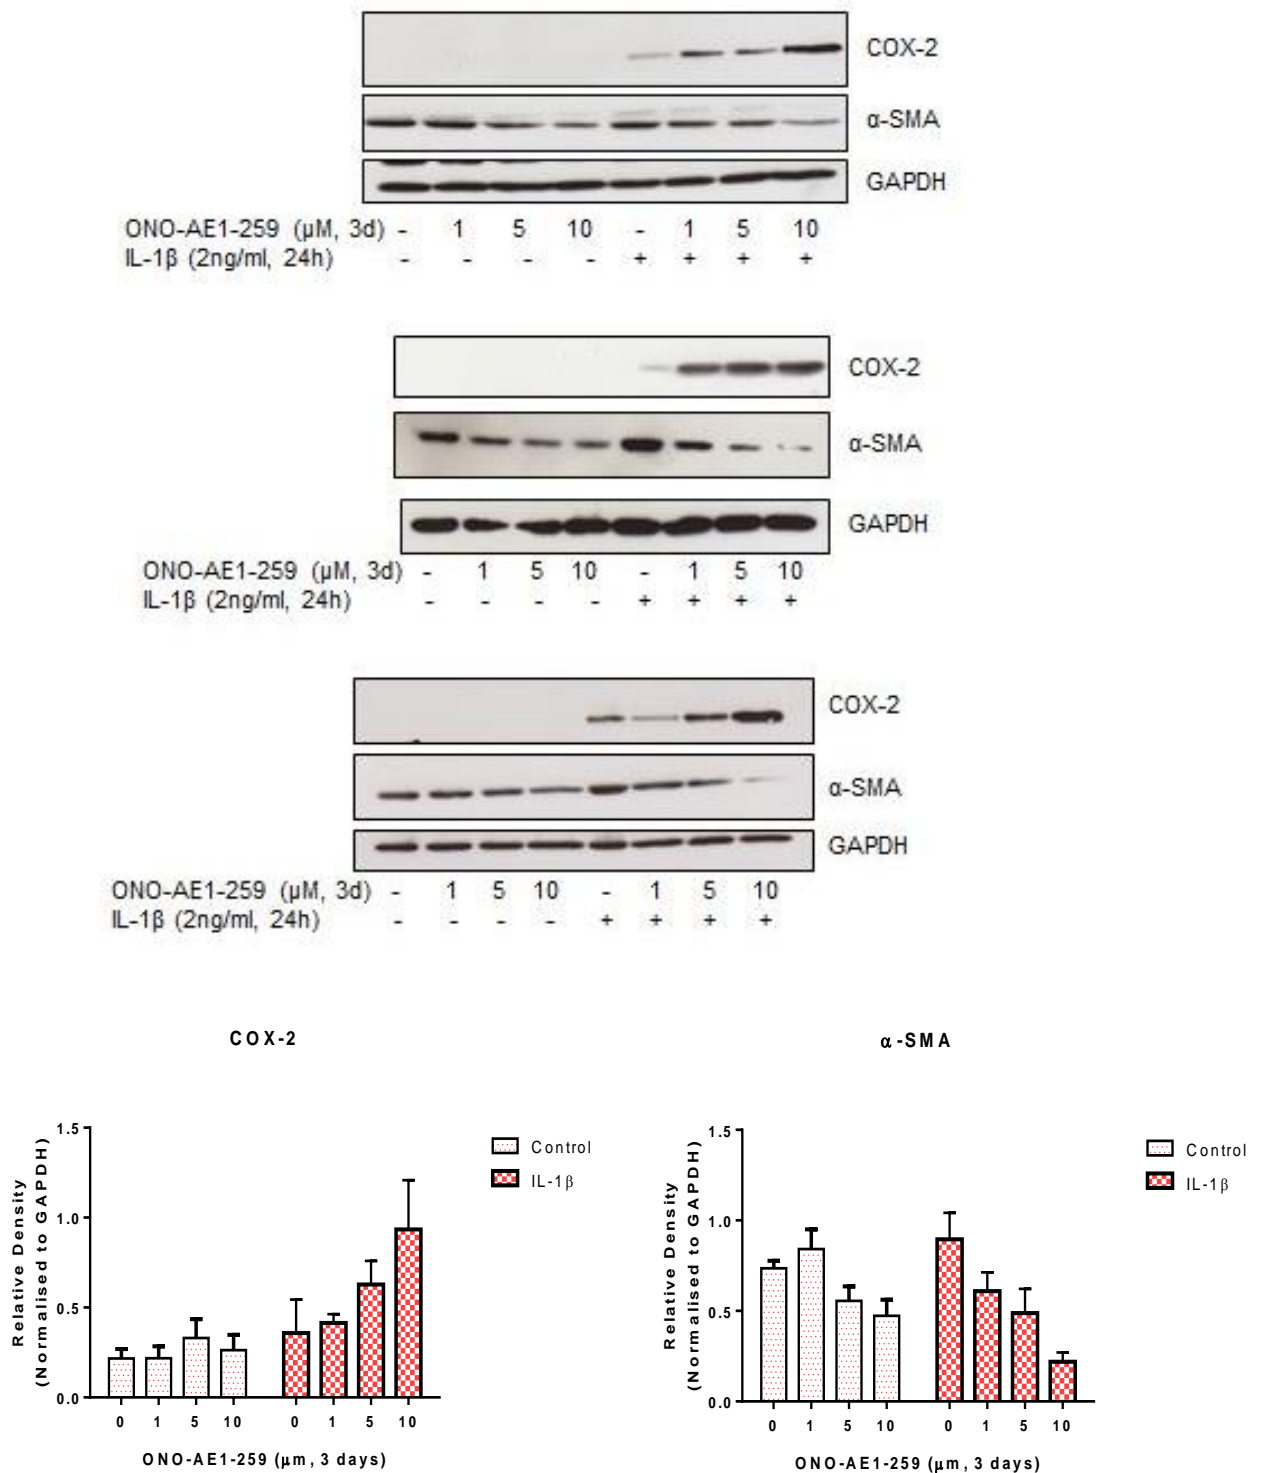 COX-2
α-SMA
GAPDH
ONO-AE1-259 (μM, 3d) - 1 5 10 - 1 5 10
IL-1β (2ng/ml, 24h) - - - - + + + +
COX-2
α-SMA
GAPDH
ONO-AE1-259 (μM, 3d) - 1 5 10 - 1 5 10
IL-1β (2ng/ml, 24h) - - - - + + + +
COX-2
α-SMA
GAPDH
ONO-AE1-259 (μM, 3d) - 1 5 10 - 1 5 10
IL-1β (2ng/ml, 24h) - - - - + + + +
COX-2
Relative Density
(Normalised to GAPDH)
1.5
1.0
0.5
0.0
0 1 5 10 0 1 5 10
ONO-AE1-259 (μm, 3 days)
Control
IL-1β
α-SMA
Relative Density
(Normalised to GAPDH)
1.5
1.0
0.5
0.0
0 1 5 10 0 1 5 10
ONO-AE1-259 (μm, 3 days)
Control
IL-1β